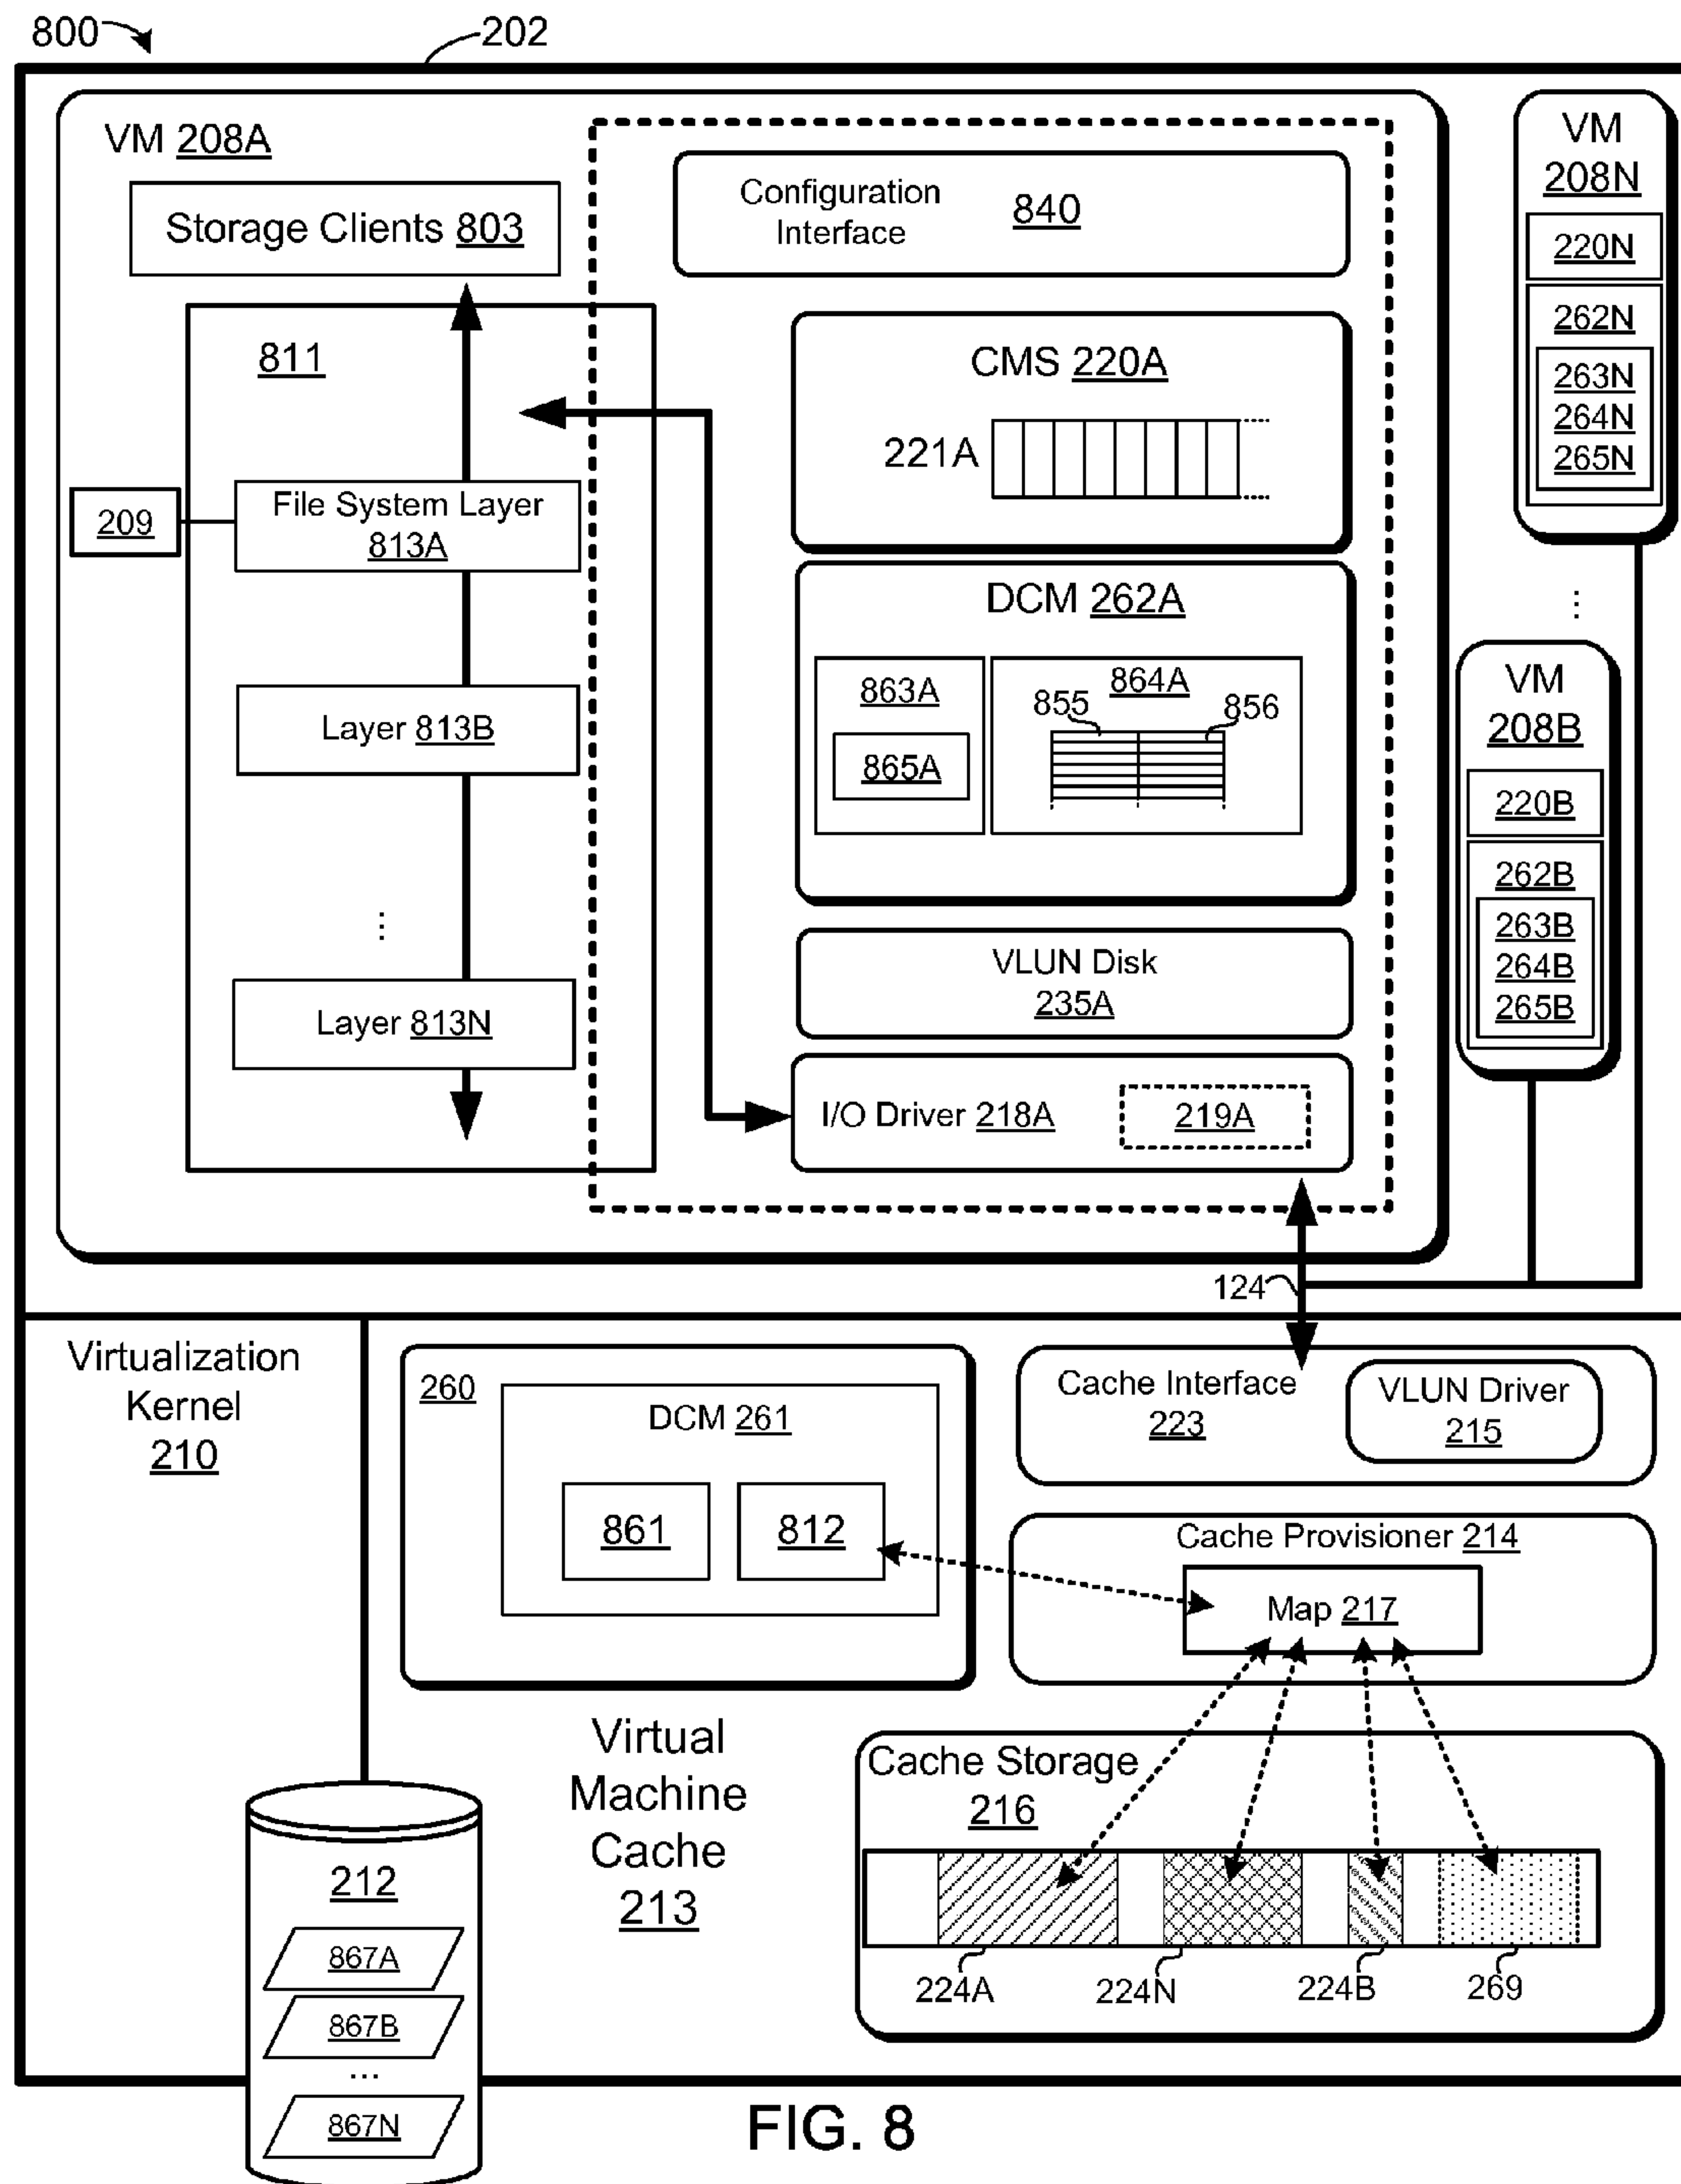 800
202
VM 208A
Storage Clients 803
811
209
File System Layer
813A
Layer 813B
⋮
Layer 813N
Configuration
Interface
840
CMS 220A
221A
DCM 262A
863A
865A
864A
855
856
VLUN Disk
235A
I/O Driver 218A
219A
VM
208N
220N
262N
263N
264N
265N
⋮
VM
208B
220B
262B
263B
264B
265B
124
Virtualization
Kernel
210
260
DCM 261
861
812
Cache Interface
223
VLUN Driver
215
Cache Provisioner 214
Map 217
Virtual
Machine
Cache
213
Cache Storage
216
224A
224N
224B
269
212
867A
867B
...
867N
FIG. 8